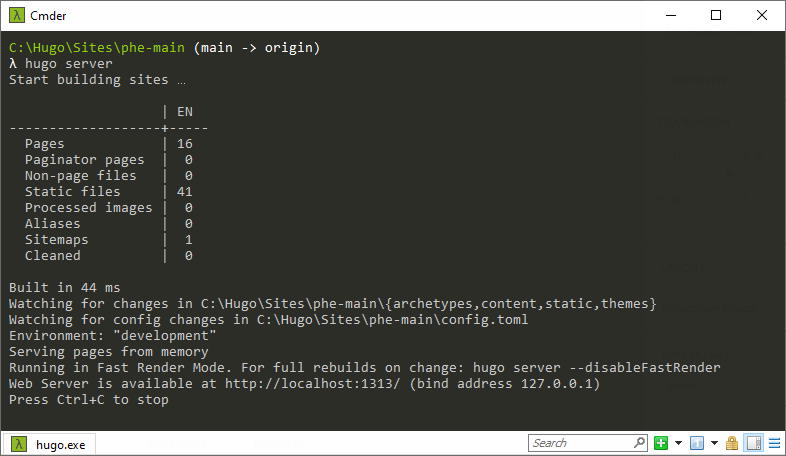 Cmder
C:\Hugo\Sites\phe-main (main -> origin)
λ hugo server
Start building sites …
| EN
-------------------+-----
Pages | 16
Paginator pages | 0
Non-page files | 0
Static files | 41
Processed images | 0
Aliases | 0
Sitemaps | 1
Cleaned | 0
Built in 44 ms
Watching for changes in C:\Hugo\Sites\phe-main\{archetypes,content,static,themes}
Watching for config changes in C:\Hugo\Sites\phe-main\config.toml
Environment: "development"
Serving pages from memory
Running in Fast Render Mode. For full rebuilds on change: hugo server --disableFastRender
Web Server is available at http://localhost:1313/ (bind address 127.0.0.1)
Press Ctrl+C to stop
λ hugo.exe
Search